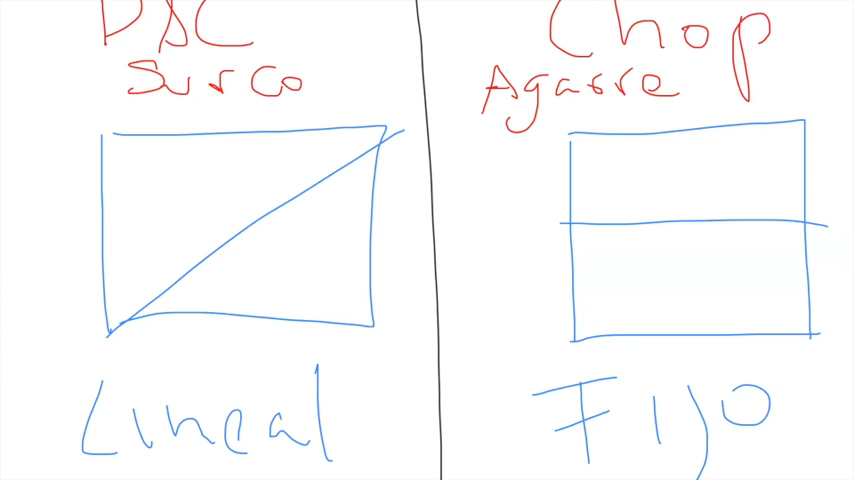 DSC
Surco
Lineal
Chop
Agarre
Fijo